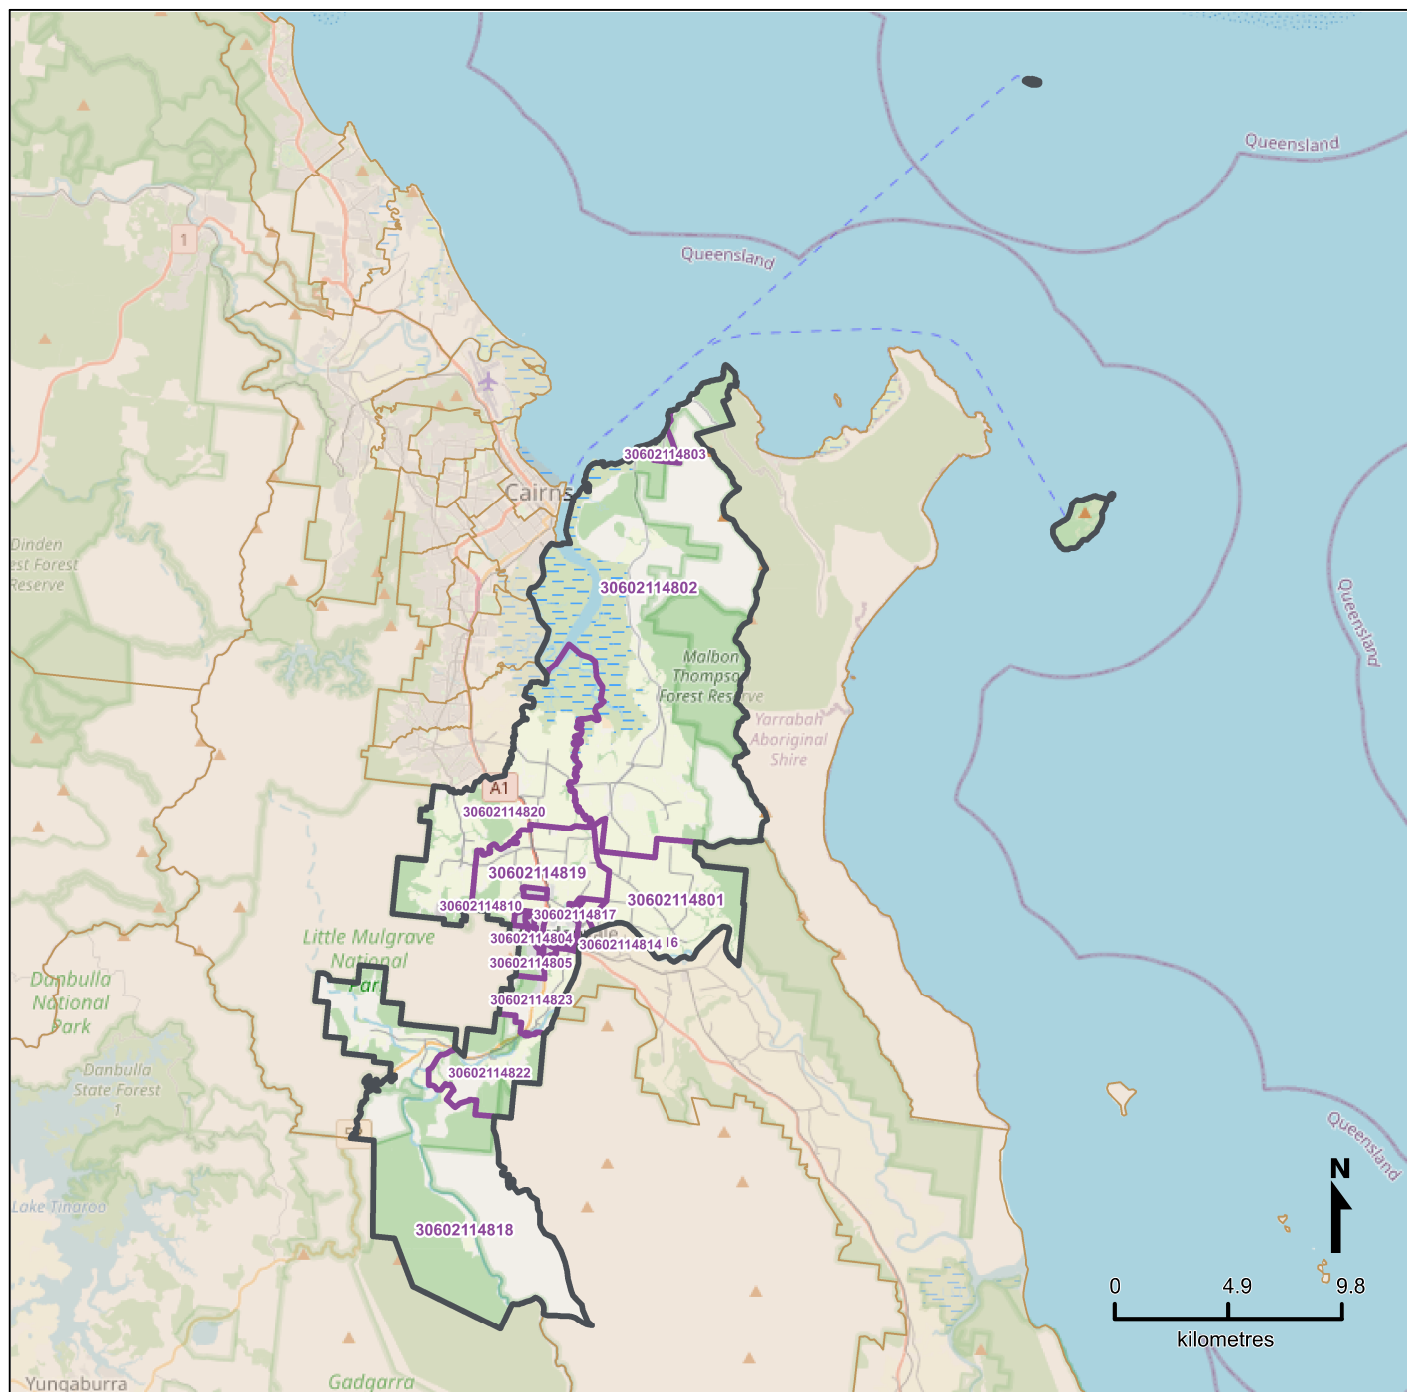 Queensland
1
Queensland
30602114803
Cairns
Dinden
est Forest
Reserve
30602114802
Queensland
Malbon
Thompso
Forest Reserve
Yarrabah
Aboriginal
Shire
A1
30602114820
30602114819
30602114801
30602114810
30602114817
30602114804
30602114814
16
Little Mulgrave
National
Par
30602114805
Danbulla
National
Park
30602114823
Danbulla
State Forest
1
30602114822
Queensland
N
Lake Tinaroo
30602114818
0 4.9 9.8
kilometres
Yungaburra
Gadgarra